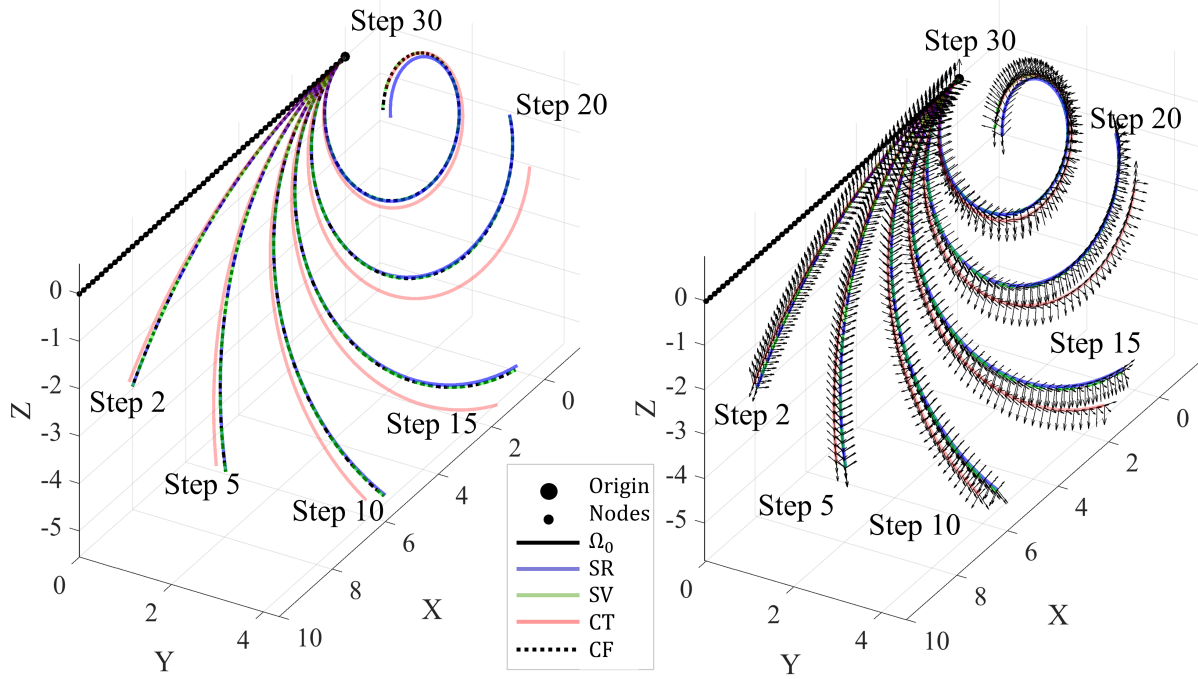 Step 30
Step 20
0
-1
-2
-3
-4
-5
Z
Step 2
Step 5
Step 10
Step 15
0
2
4
6
8
10
X
0
2
4
Y
Origin
Nodes
Ω0
SR
SV
CT
CF
Step 30
Step 20
Step 15
0
-1
-2
-3
-4
-5
Z
Step 2
Step 5
Step 10
0
2
4
6
8
10
X
0
2
4
Y